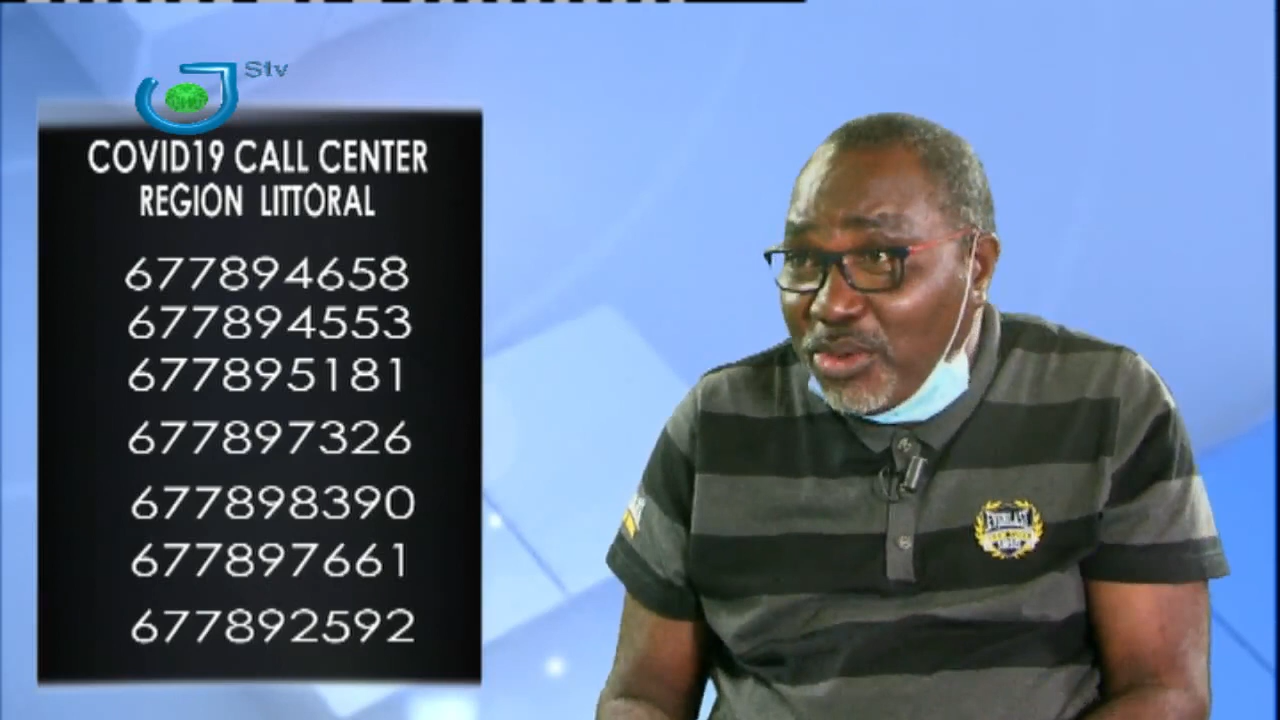 Stv
COVID19 CALL CENTER
REGION LITTORAL
677894658
677894553
677895181
677897326
677898390
677897661
677892592
EVERLAST